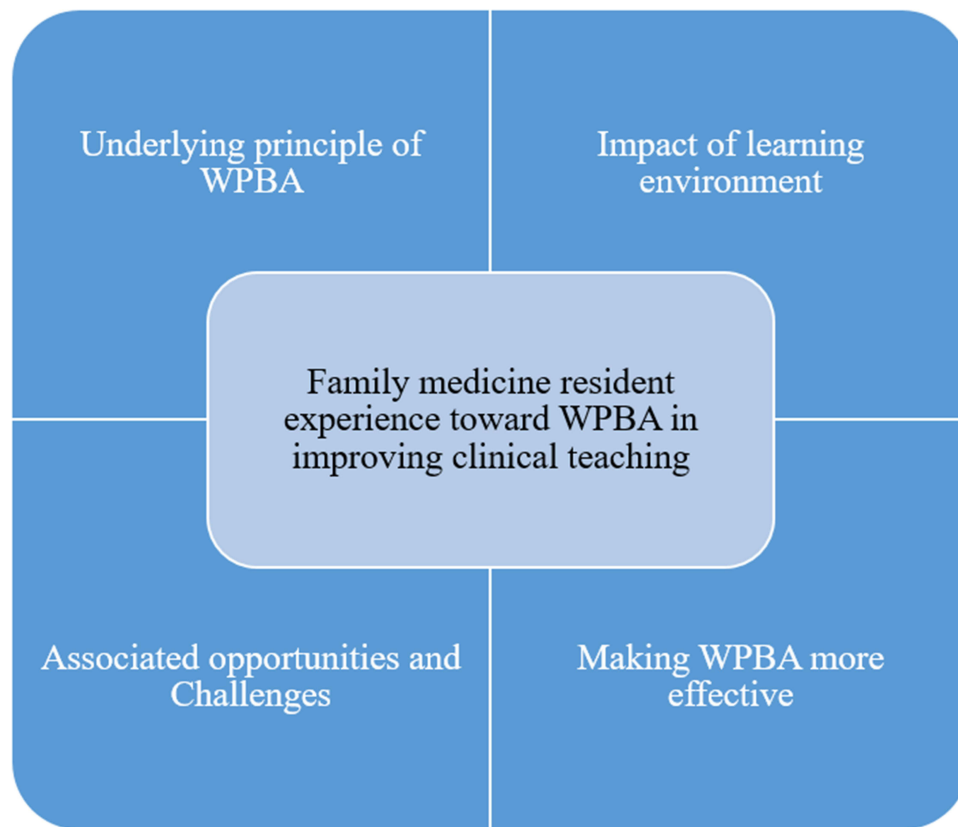 Underlying principle of
WPBA
Impact of learning
environment
Family medicine resident
experience toward WPBA in
improving clinical teaching
Associated opportunities and
Challenges
Making WPBA more
effective